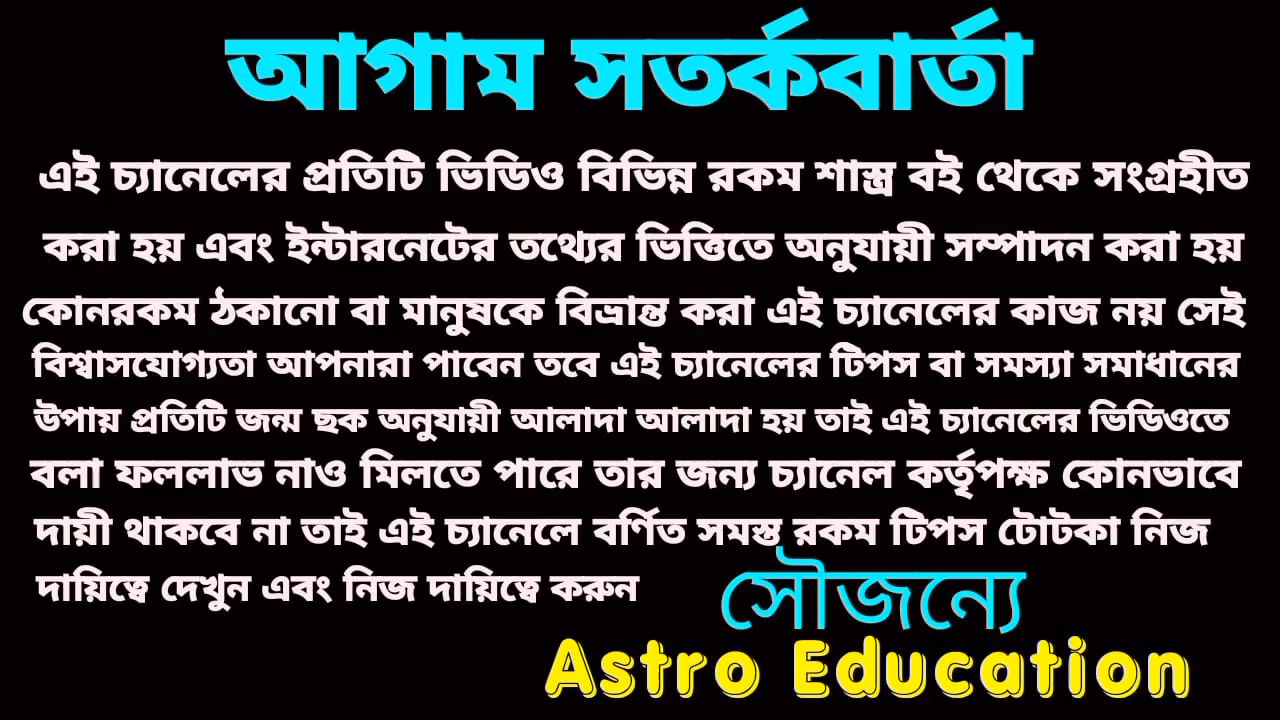 আগাম সতর্কবার্তা
এই চ্যানেলের প্রতিটি ভিডিও বিভিন্ন রকম শাস্ত্র বই থেকে সংগ্রহীত
করা হয় এবং ইন্টারনেটের তথ্যের ভিত্তিতে অনুযায়ী সম্পাদন করা হয়
কোনরকম ঠকানো বা মানুষকে বিভ্রান্ত করা এই চ্যানেলের কাজ নয় সেই
বিশ্বাসযোগ্যতা আপনারা পাবেন তবে এই চ্যানেলের টিপস বা সমস্যা সমাধানের
উপায় প্রতিটি জন্ম ছক অনুযায়ী আলাদা আলাদা হয় তাই এই চ্যানেলের ভিডিওতে
বলা ফললাভ নাও মিলতে পারে তার জন্য চ্যানেল কর্তৃপক্ষ কোনভাবে
দায়ী থাকবে না তাই এই চ্যানেলে বর্ণিত সমস্ত রকম টিপস টোটকা নিজ
দায়িত্বে দেখুন এবং নিজ দায়িত্বে করুন
সৌজন্যে
Astro Education